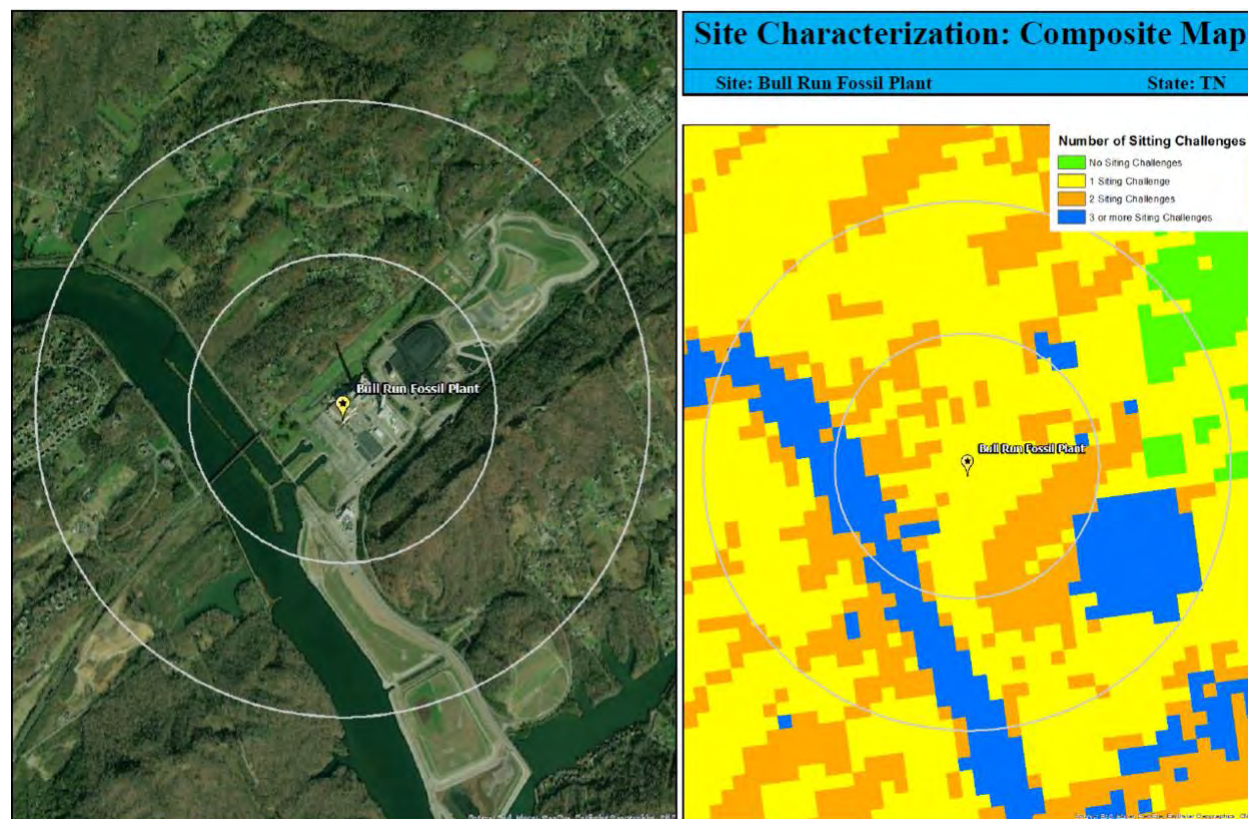 Bull Run Fossil Plant
Site Characterization: Composite Map
Site: Bull Run Fossil Plant State: TN
Number of Sitting Challenges
No Siting Challenges
1 Siting Challenge
2 Siting Challenges
3 or more Siting Challenges
Bull Run Fossil Plant